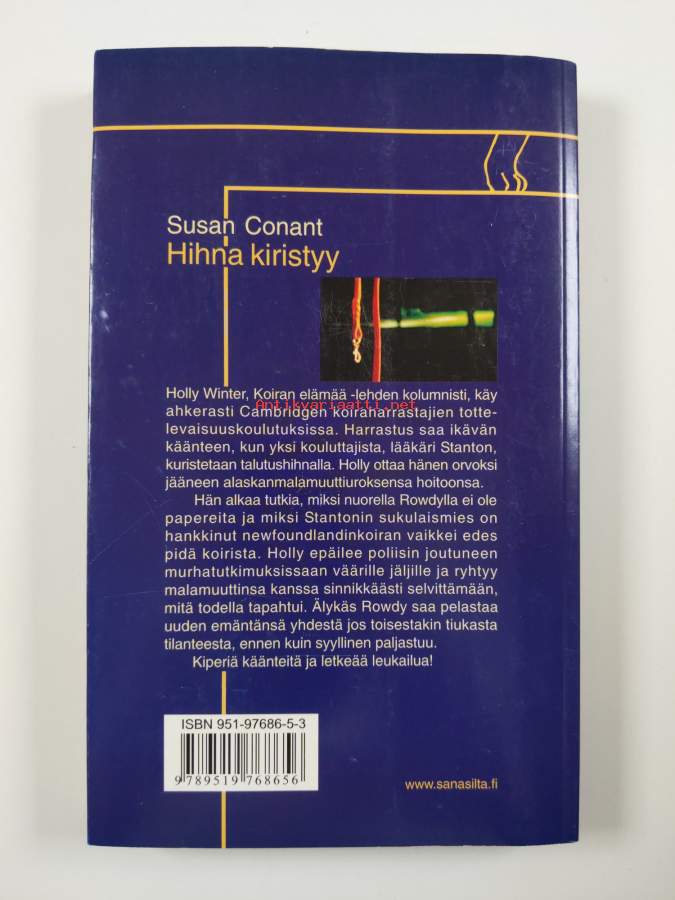 Susan Conant
Hihna kiristyy
Holly Winter, Koiran elämää -lehden kolumnisti, käy
Antikvariaatti.net
ahkerasti Cambridgen koiraharrastajien totte-
levaisuuskoulutuksissa. Harrastus saa ikävän
käänteen, kun yksi kouluttajista, lääkäri Stanton,
kuristetaan talutushihnalla. Holly ottaa hänen orvoksi
jääneen alaskanmalamuuttiuroksensa hoitoonsa.
Hän alkaa tutkia, miksi nuorella Rowdylla ei ole
papereita ja miksi Stantonin sukulaismies on
hankkinut newfoundlandinkoiran vaikkei edes
pidä koirista. Holly epäilee poliisin joutuneen
murhatutkimuksissaan väärille jäljille ja ryhtyy
malamuuttinsa kanssa sinnikkäästi selvittämään,
mitä todella tapahtui. Älykäs Rowdy saa pelastaa
uuden emäntänsä yhdestä jos toisestakin tiukasta
tilanteesta, ennen kuin syyllinen paljastuu.
Kiperiä käänteitä ja letkeää leukailua!
ISBN 951-97686-5-3
9 789519 768656
www.sanasilta.fi